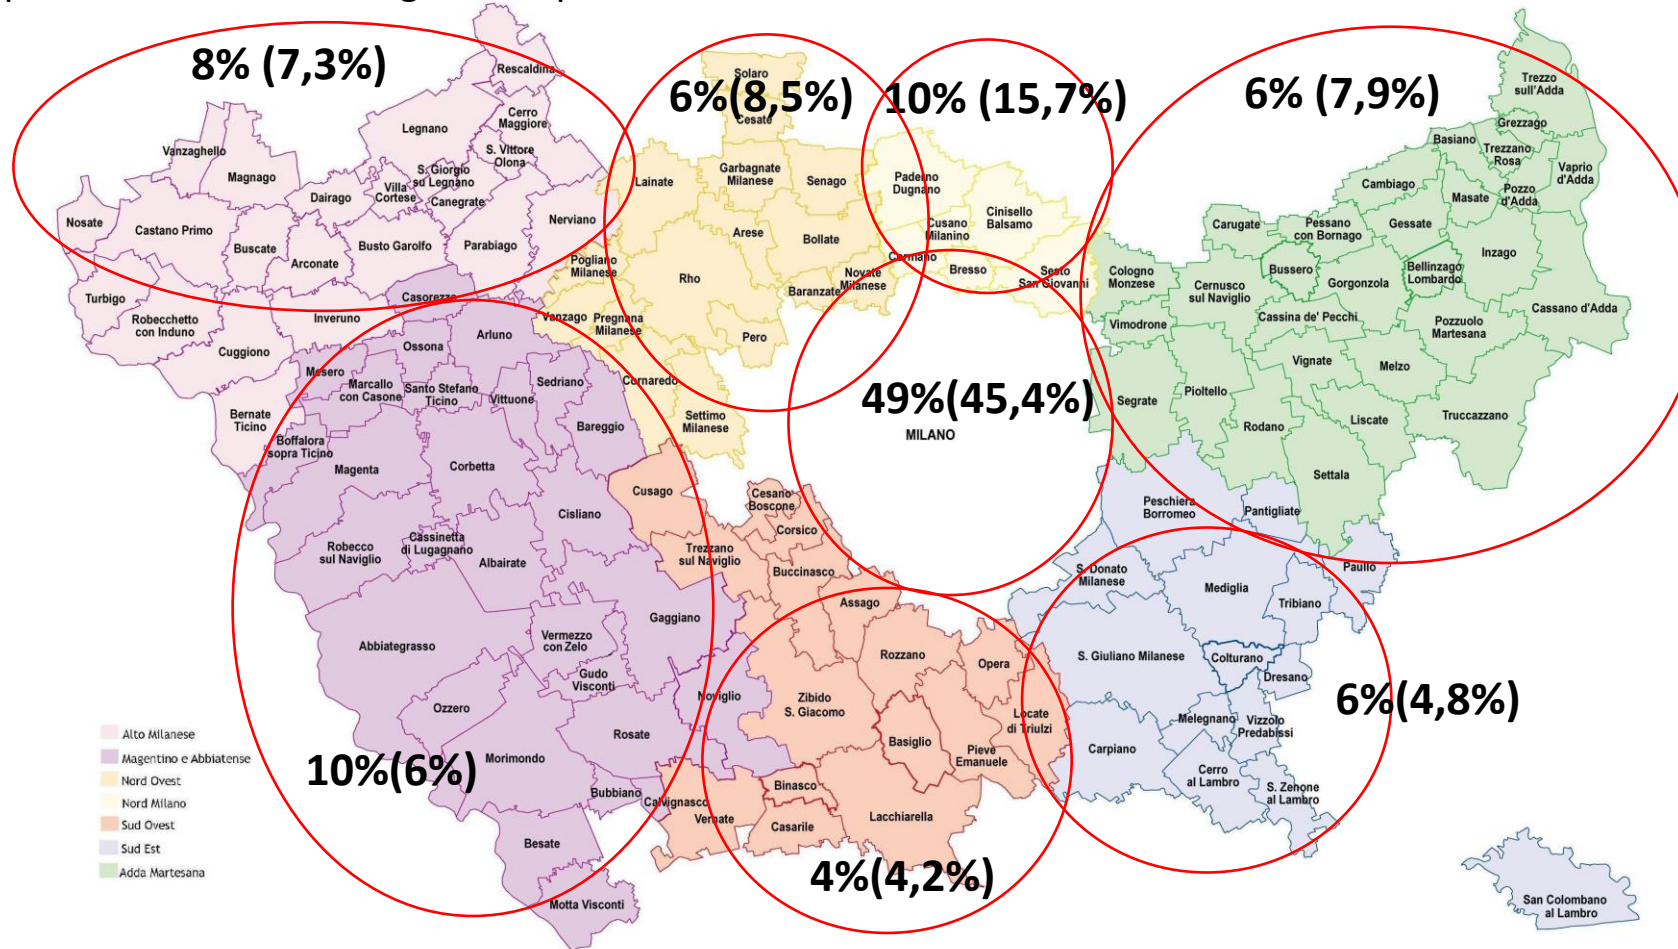 8% (7,3%)
6%(8,5%)
10% (15,7%)
6% (7,9%)
Rescaldina
Cerro
Maggiore
Legnano
S. Vittore
Olona
S. Giorgio
su Legnano
Vanzaghello
Magnago
Dairago
Villa
Cortese
Canegrate
Nosate
Castano Primo
Buscate
Arconate
Busto Garolfo
Parabiago
Nerviano
Turbigo
Robecchetto
con Induno
Inveruno
Cuggiono
Bernate
Ticino
Solaro
Cesate
Lainate
Garbagnate
Milanese
Senago
Arese
Bollate
Pogliano
Milanese
Rho
Baranzate
Novate
Milanese
Vanzago
Pregnana
Milanese
Pero
Cornaredo
Settimo
Milanese
Paderno
Dugnano
Cusano
Milanino
Cinisello
Balsamo
Cormano
Bresso
Sesto
San Giovanni
Trezzo
sull'Adda
Grezzago
Basiano
Trezzano
Rosa
Vaprio
d'Adda
Cambiago
Masate
Pozzo
d'Adda
Carugate
Pessano
con Bornago
Gessate
Inzago
Cologno
Monzese
Cernusco
sul Naviglio
Bussero
Gorgonzola
Bellinzago
Lombardo
Cassano d'Adda
Vimodrone
Cassina de' Pecchi
Pozzuolo
Martesana
Vignate
Melzo
Segrate
Pioltello
Rodano
Liscate
Truccazzano
Settala
49%(45,4%)
MILANO
Casorezzo
Arluno
Ossona
Mesero
Marcallo
con Casone
Santo Stefano
Ticino
Vittuone
Sedriano
Bareggio
Boffalora
sopra Ticino
Magenta
Corbetta
Cisliano
Robecco
sul Naviglio
Cassinetta
di Lugagnano
Albairate
Abbiategrasso
Vermezzo
con Zelo
Gaggiano
Gudo
Visconti
Ozzero
Noviglio
Rosate
Morimondo
Bubbiano
Calvignasco
Besate
Motta Visconti
10%(6%)
Cusago
Cesano
Boscone
Corsico
Trezzano
sul Naviglio
Buccinasco
Assago
Rozzano
Opera
Zibido
S. Giacomo
Locate
di Triulzi
Basiglio
Pieve
Emanuele
Binasco
Vernate
Casarile
Lacchiarella
4%(4,2%)
Peschiera
Borromeo
Pantigliate
Paullo
S. Donato
Milanese
Mediglia
Tribiano
S. Giuliano Milanese
Colturano
Dresano
6%(4,8%)
Melegnano
Vizzolo
Predabissi
Carpiano
Cerro
al Lambro
S. Zenone
al Lambro
San Colombano
al Lambro
Alto Milanese
Magentino e Abbiatense
Nord Ovest
Nord Milano
Sud Ovest
Sud Est
Adda Martesana